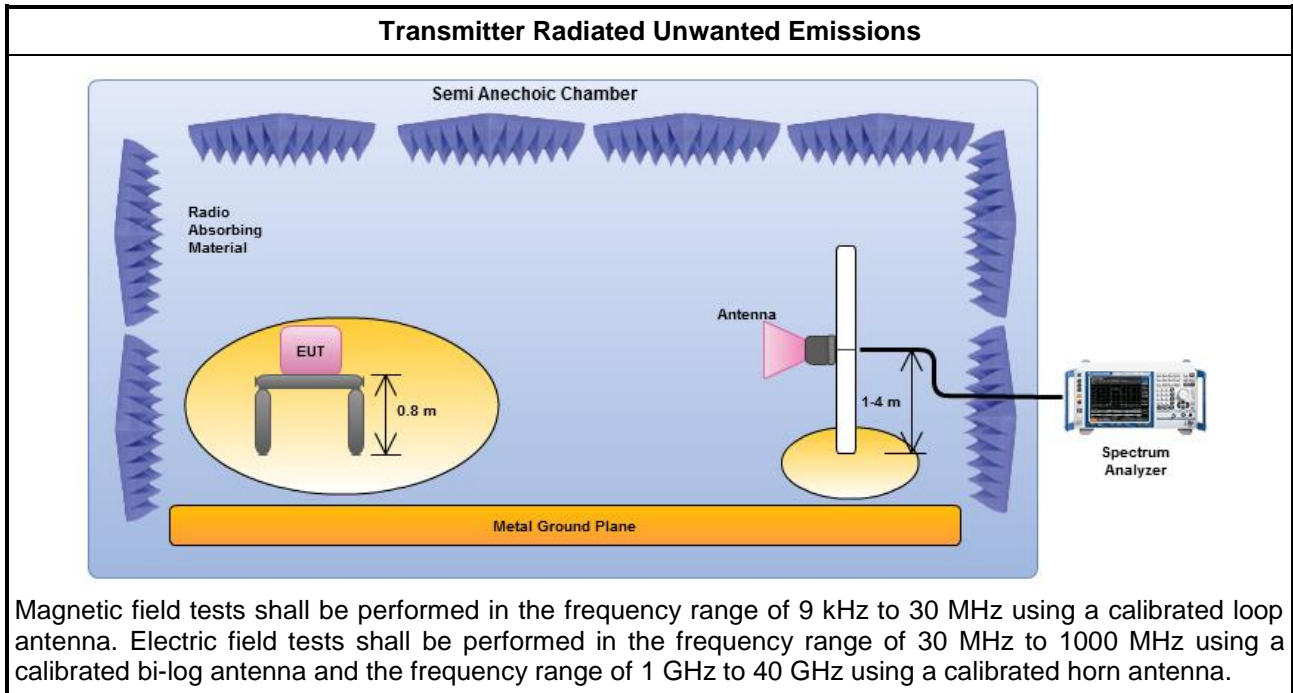 Transmitter Radiated Unwanted Emissions
Semi Anechoic Chamber
Radio
Absorbing
Material
Antenna
EUT
0.8 m
1-4 m
Spectrum
Analyzer
Metal Ground Plane
Magnetic field tests shall be performed in the frequency range of 9 kHz to 30 MHz using a calibrated loop
antenna. Electric field tests shall be performed in the frequency range of 30 MHz to 1000 MHz using a
calibrated bi-log antenna and the frequency range of 1 GHz to 40 GHz using a calibrated horn antenna.